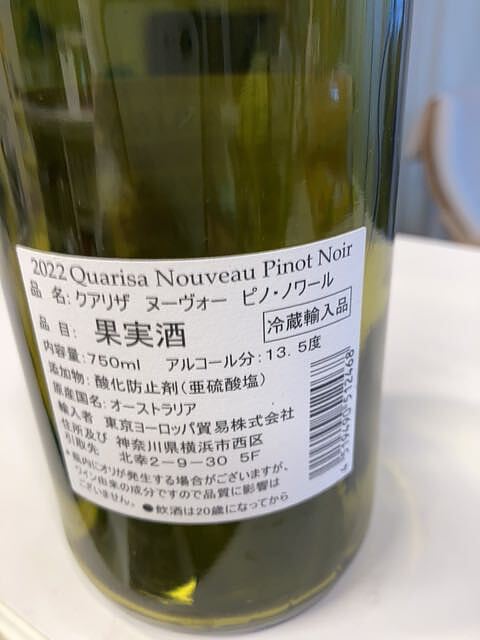 2022 Quarisa Nouveau Pinot Noir
品 名: クアリザ ヌーヴォー ピノ・ノワール
品 目: 果実酒
冷蔵輸入品
内容量:750ml アルコール分:13.5度
添加物: 酸化防止剤(亜硫酸塩)
原産国名: オーストラリア
輸入者 東京ヨーロッパ貿易株式会社
住所及び 神奈川県横浜市西区
引取先 北幸2-9-30 5F
*瓶内にオリが発生する場合がございますが、
ワイン由来の成分ですので品質に影響は
ございません。 ●飲酒は20歳になってから
4 519490 512468